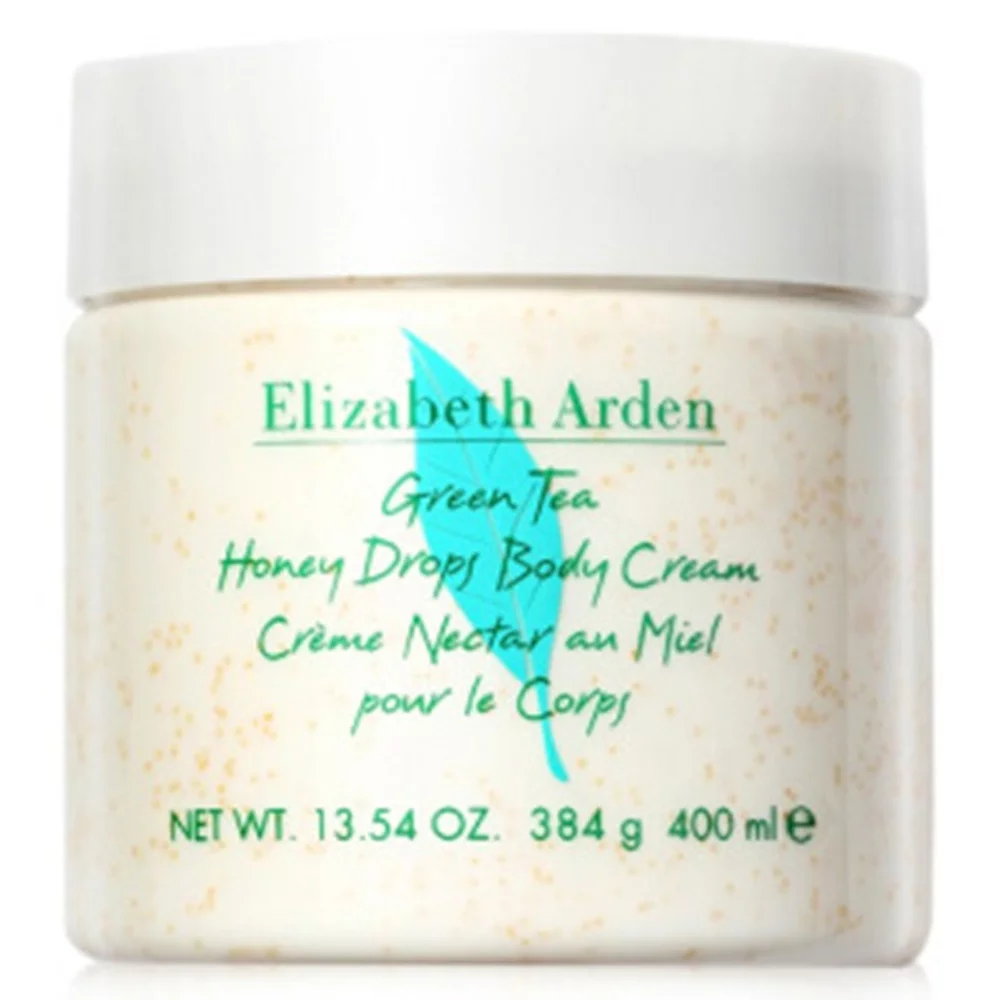 Elizabeth Arden
Green Tea
Honey Drops Body Cream
Crème Nectar au Miel
pour le Corps
NET WT. 13.54 OZ. 384 g 400 ml ℮